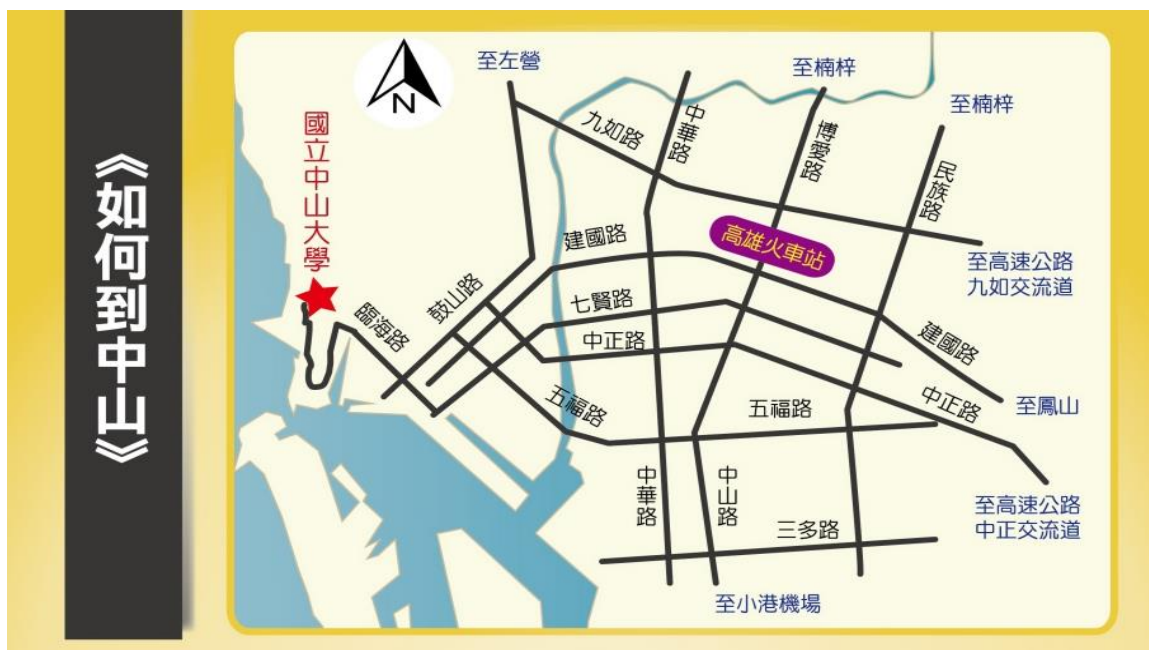 《如何到中山》
N
至左營
至楠梓
至楠梓
國立中山大學
九如路
中華路
博愛路
民族路
建國路
高雄火車站
至高速公路
九如交流道
鼓山路
臨海路
七賢路
中正路
建國路
五福路
五福路
中正路
至鳳山
中華路
中山路
三多路
至高速公路
中正交流道
至小港機場